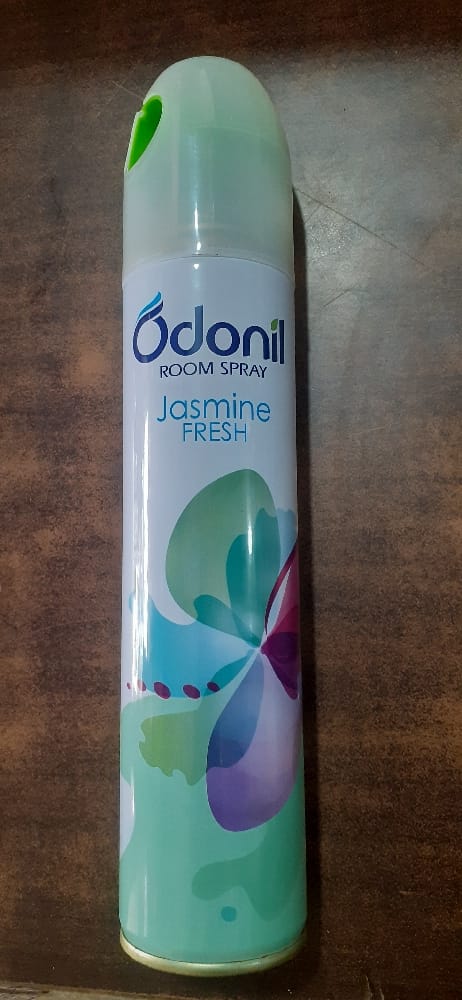 Odonil
ROOM SPRAY
Jasmine
FRESH